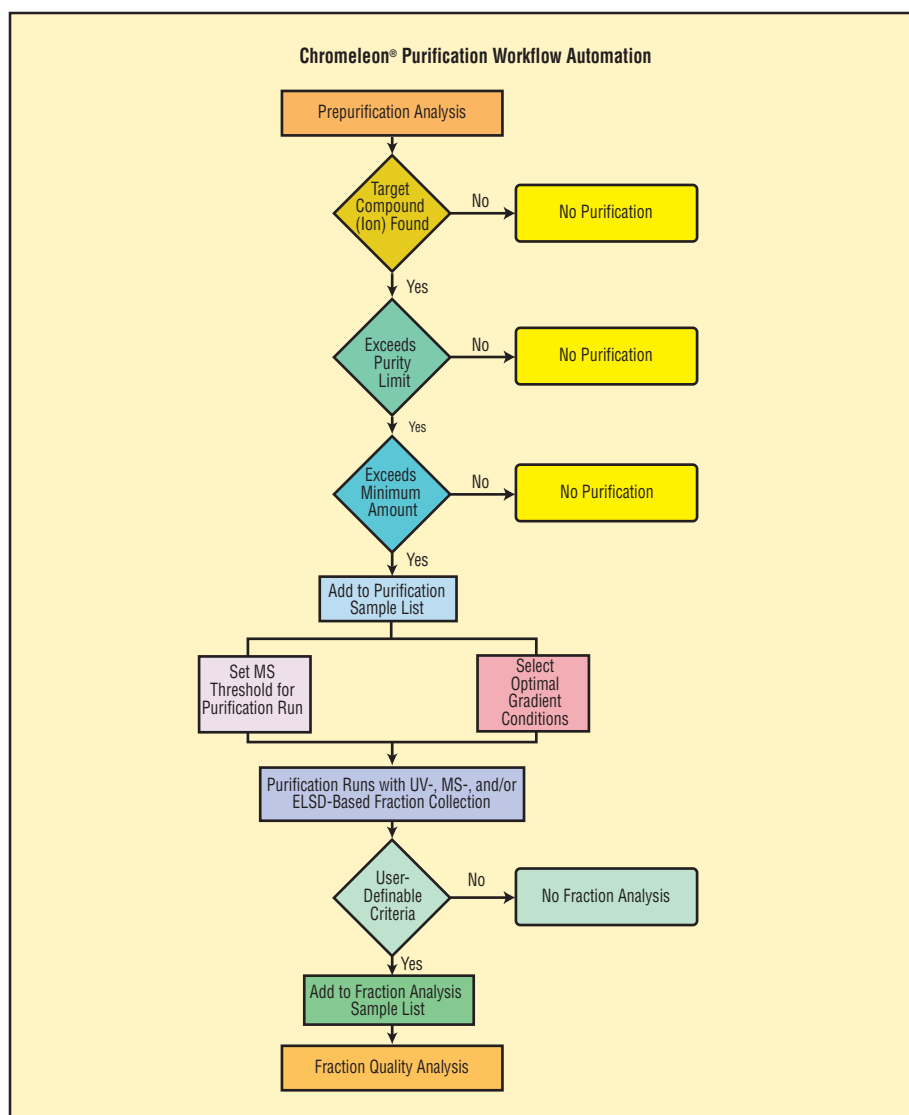 Chromeleon® Purification Workflow Automation
Prepurification Analysis
Target
Compound
(Ion) Found
No
No Purification
Yes
Exceeds
Purity
Limit
No
No Purification
Yes
Exceeds
Minimum
Amount
No
No Purification
Yes
Add to Purification
Sample List
Set MS
Threshold for
Purification Run
Select
Optimal
Gradient
Conditions
Purification Runs with UV-, MS-, and/or
ELSD-Based Fraction Collection
User-
Definable
Criteria
No
No Fraction Analysis
Yes
Add to Fraction Analysis
Sample List
Fraction Quality Analysis